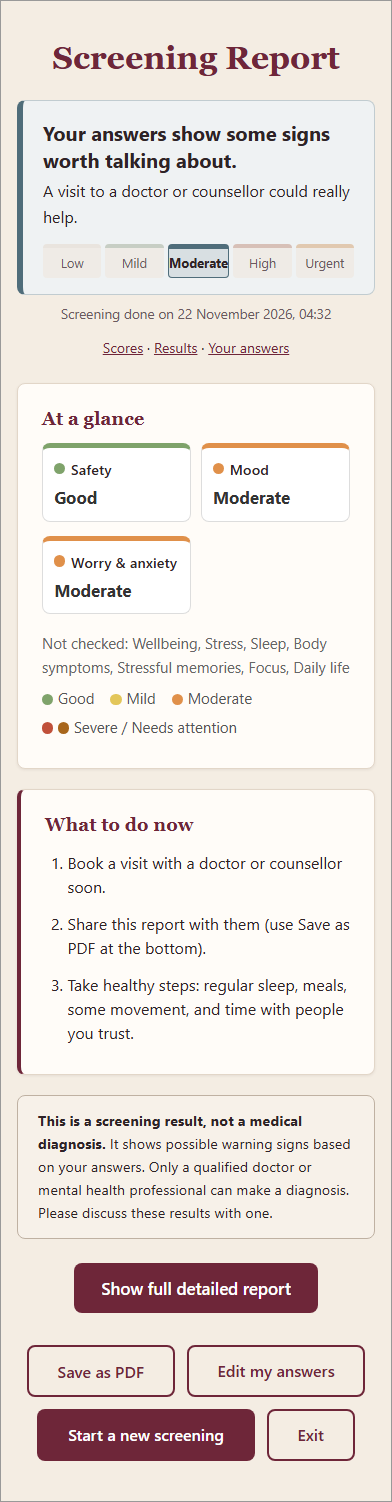 Screening Report
Your answers show some signs
worth talking about.
A visit to a doctor or counsellor could really
help.
Low Mild Moderate High Urgent
Screening done on 22 November 2026, 04:32
Scores · Results · Your answers
At a glance
Safety
Good
Mood
Moderate
Worry & anxiety
Moderate
Not checked: Wellbeing, Stress, Sleep, Body
symptoms, Stressful memories, Focus, Daily life
Good Mild Moderate
Severe / Needs attention
What to do now
1. Book a visit with a doctor or counsellor
soon.
2. Share this report with them (use Save as
PDF at the bottom).
3. Take healthy steps: regular sleep, meals,
some movement, and time with people
you trust.
This is a screening result, not a medical
diagnosis. It shows possible warning signs based
on your answers. Only a qualified doctor or
mental health professional can make a diagnosis.
Please discuss these results with one.
Show full detailed report
Save as PDF Edit my answers
Start a new screening Exit